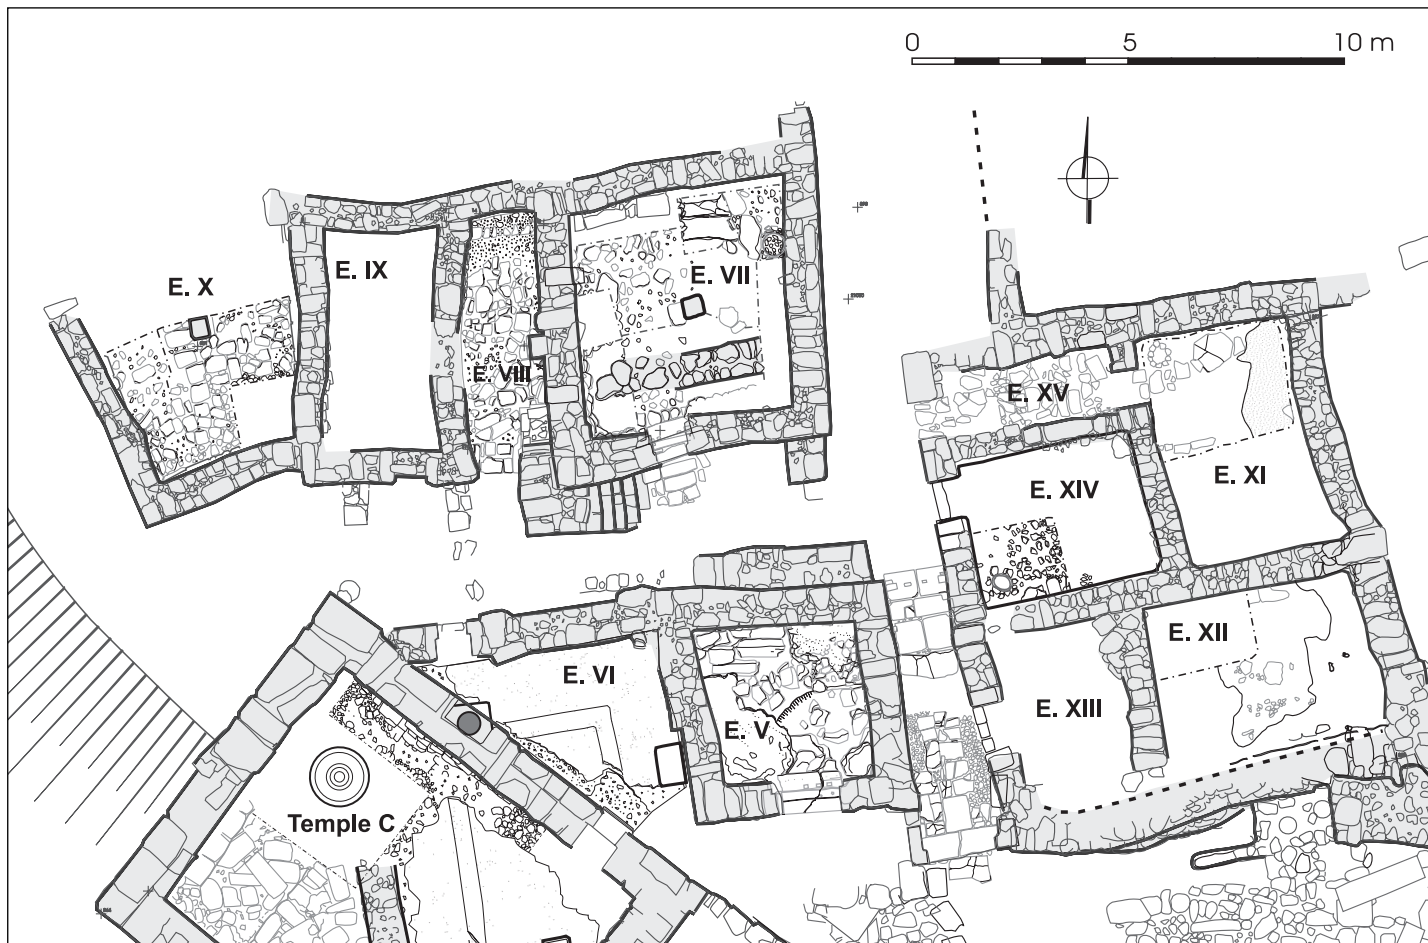 0 5 10 m
E. IX
E. X
E. VII
E. VIII
E. XV
E. XI
E. XIV
E. XII
E. VI
E. XIII
E. V
Temple C